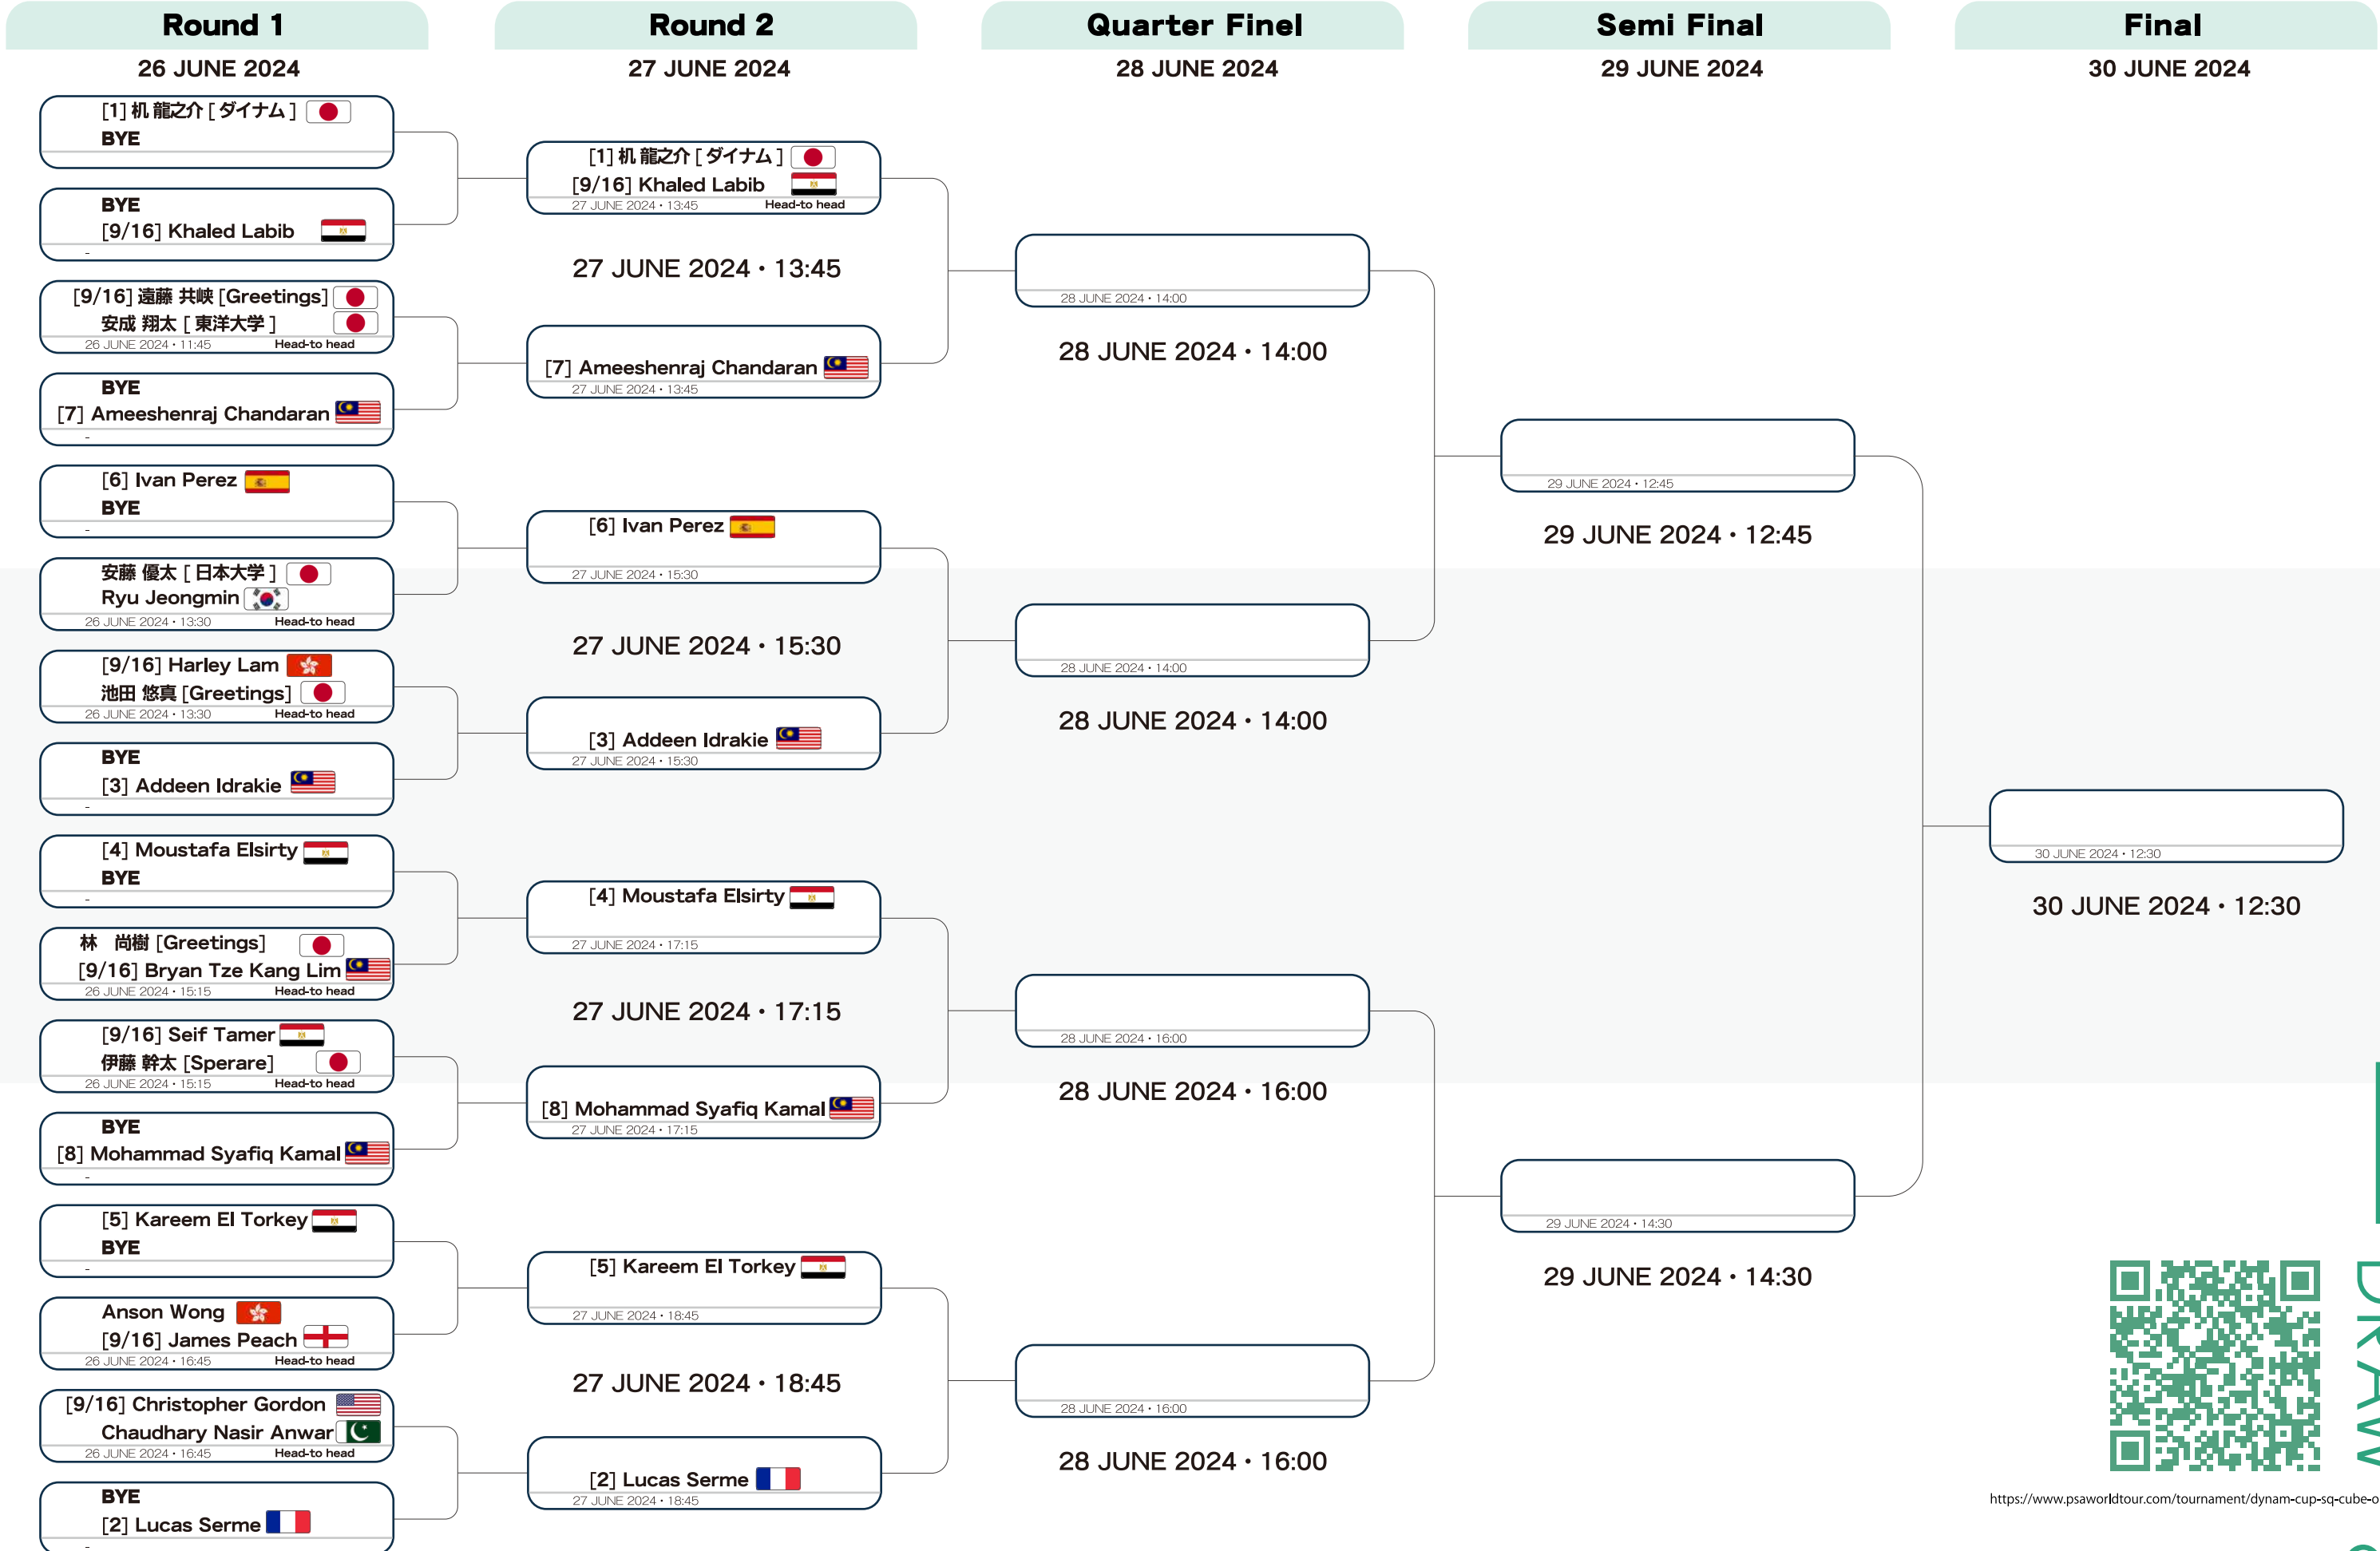 Round 1
26 JUNE 2024
[1] 机 龍之介 [ ダイナム ]
BYE
BYE
[9/16] Khaled Labib
-
[9/16] 遠藤 共峡 [Greetings]
安成 翔太 [ 東洋大学 ]
26 JUNE 2024・11:45 Head-to head
BYE
[7] Ameeshenraj Chandaran
-
[6] Ivan Perez
BYE
-
安藤 優太 [ 日本大学 ]
Ryu Jeongmin
26 JUNE 2024・13:30 Head-to head
[9/16] Harley Lam
池田 悠真 [Greetings]
26 JUNE 2024・13:30 Head-to head
BYE
[3] Addeen Idrakie
-
[4] Moustafa Elsirty
BYE
-
林　尚樹 [Greetings]
[9/16] Bryan Tze Kang Lim
26 JUNE 2024・15:15 Head-to head
[9/16] Seif Tamer
伊藤 幹太 [Sperare]
26 JUNE 2024・15:15 Head-to head
BYE
[8] Mohammad Syafiq Kamal
-
[5] Kareem El Torkey
BYE
-
Anson Wong
[9/16] James Peach
26 JUNE 2024・16:45 Head-to head
[9/16] Christopher Gordon
Chaudhary Nasir Anwar
26 JUNE 2024・16:45 Head-to head
BYE
[2] Lucas Serme
-
Round 2
27 JUNE 2024
[1] 机 龍之介 [ ダイナム ]
[9/16] Khaled Labib
27 JUNE 2024・13:45 Head-to head
27 JUNE 2024・13:45
[7] Ameeshenraj Chandaran
27 JUNE 2024・13:45
[6] Ivan Perez
27 JUNE 2024・15:30
27 JUNE 2024・15:30
[3] Addeen Idrakie
27 JUNE 2024・15:30
[4] Moustafa Elsirty
27 JUNE 2024・17:15
27 JUNE 2024・17:15
[8] Mohammad Syafiq Kamal
27 JUNE 2024・17:15
[5] Kareem El Torkey
27 JUNE 2024・18:45
27 JUNE 2024・18:45
[2] Lucas Serme
27 JUNE 2024・18:45
Quarter Finel
28 JUNE 2024
28 JUNE 2024・14:00
28 JUNE 2024・14:00
28 JUNE 2024・14:00
28 JUNE 2024・14:00
28 JUNE 2024・16:00
28 JUNE 2024・16:00
28 JUNE 2024・16:00
28 JUNE 2024・16:00
Semi Final
29 JUNE 2024
29 JUNE 2024・12:45
29 JUNE 2024・12:45
29 JUNE 2024・14:30
29 JUNE 2024・14:30
Final
30 JUNE 2024
30 JUNE 2024・12:30
30 JUNE 2024・12:30
DRAW
https://www.psaworldtour.com/tournament/dynam-cup-sq-cube-o